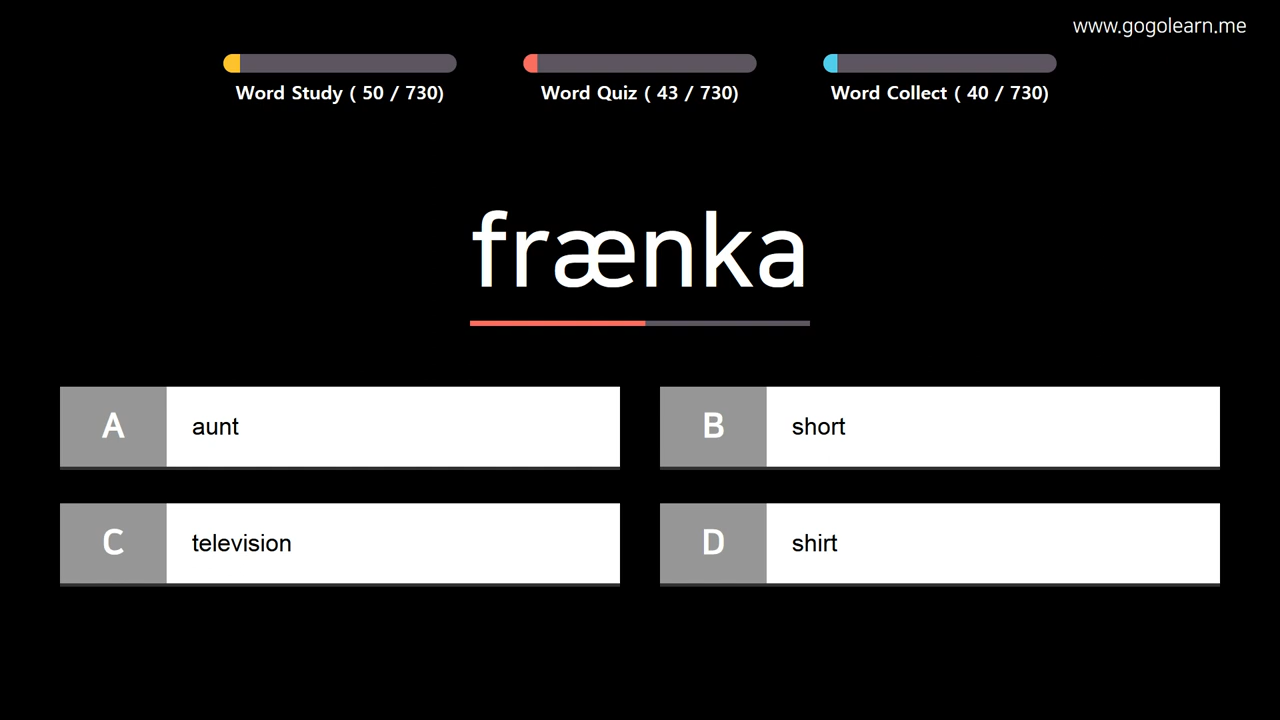 www.gogolearn.me
Word Study ( 50 / 730)
Word Quiz ( 43 / 730)
Word Collect ( 40 / 730)
frænka
A aunt
B short
C television
D shirt